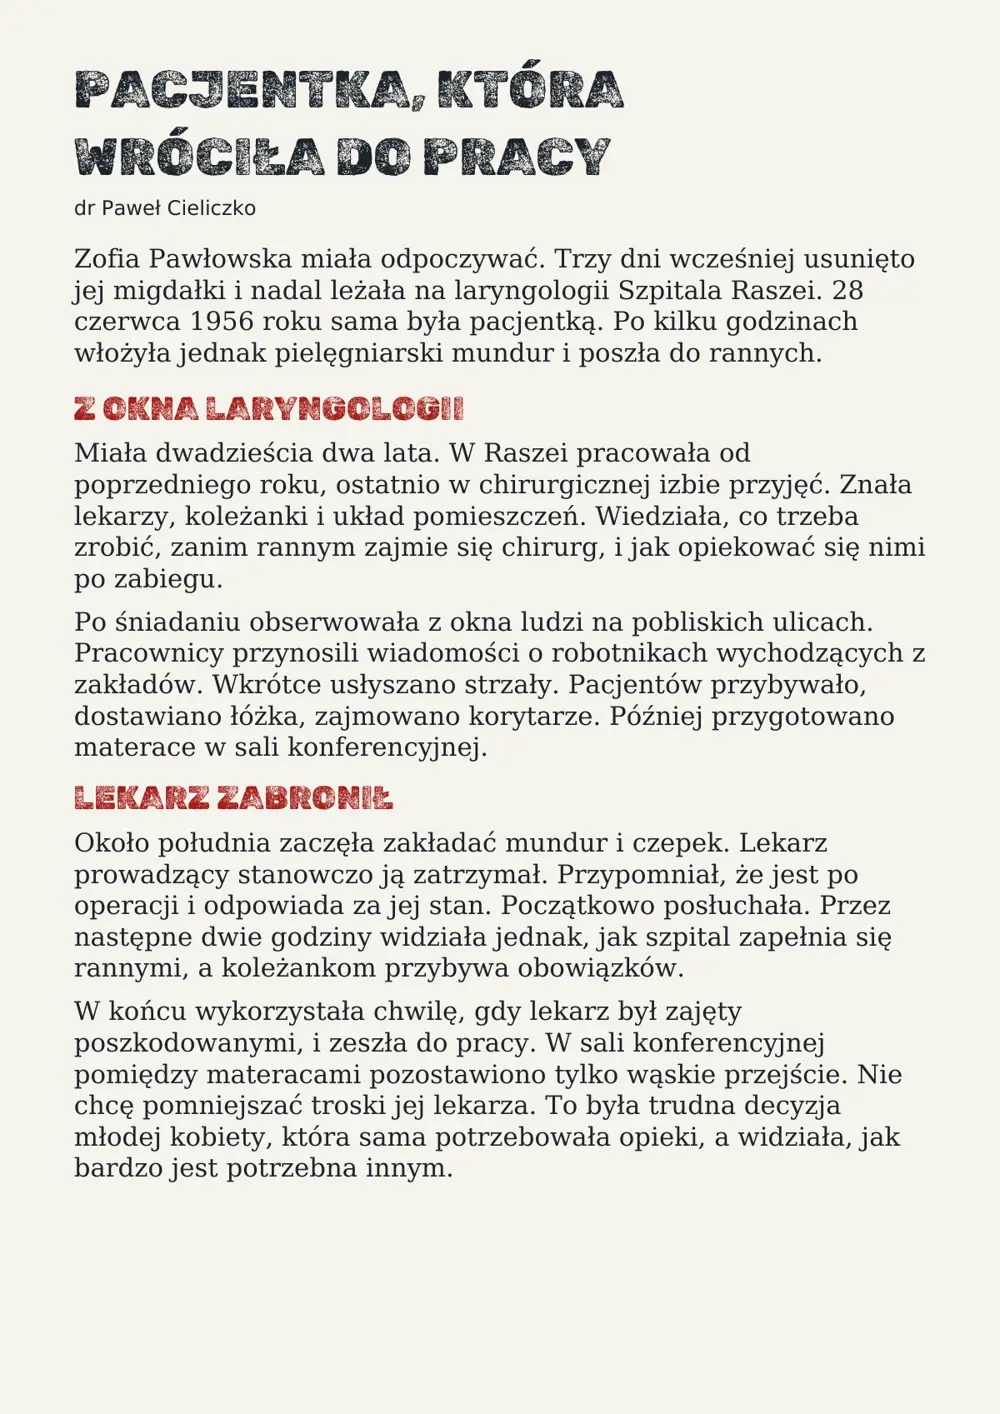 PACJENTKA, KTÓRA
WRÓCIŁA DO PRACY
dr Paweł Cieliczko
Zofia Pawłowska miała odpoczywać. Trzy dni wcześniej usunięto
jej migdałki i nadal leżała na laryngologii Szpitala Raszei. 28
czerwca 1956 roku sama była pacjentką. Po kilku godzinach
włożyła jednak pielęgniarski mundur i poszła do rannych.
Z OKNA LARYNGOLOGII
Miała dwadzieścia dwa lata. W Raszei pracowała od
poprzedniego roku, ostatnio w chirurgicznej izbie przyjęć. Znała
lekarzy, koleżanki i układ pomieszczeń. Wiedziała, co trzeba
zrobić, zanim rannym zajmie się chirurg, i jak opiekować się nimi
po zabiegu.
Po śniadaniu obserwowała z okna ludzi na pobliskich ulicach.
Pracownicy przynosili wiadomości o robotnikach wychodzących z
zakładów. Wkrótce usłyszano strzały. Pacjentów przybywało,
dostawiano łóżka, zajmowano korytarze. Później przygotowano
materace w sali konferencyjnej.
LEKARZ ZABRONIŁ
Około południa zaczęła zakładać mundur i czepek. Lekarz
prowadzący stanowczo ją zatrzymał. Przypomniał, że jest po
operacji i odpowiada za jej stan. Początkowo posłuchała. Przez
następne dwie godziny widziała jednak, jak szpital zapełnia się
rannymi, a koleżankom przybywa obowiązków.
W końcu wykorzystała chwilę, gdy lekarz był zajęty
poszkodowanymi, i zeszła do pracy. W sali konferencyjnej
pomiędzy materacami pozostawiono tylko wąskie przejście. Nie
chcę pomniejszać troski jej lekarza. To była trudna decyzja
młodej kobiety, która sama potrzebowała opieki, a widziała, jak
bardzo jest potrzebna innym.